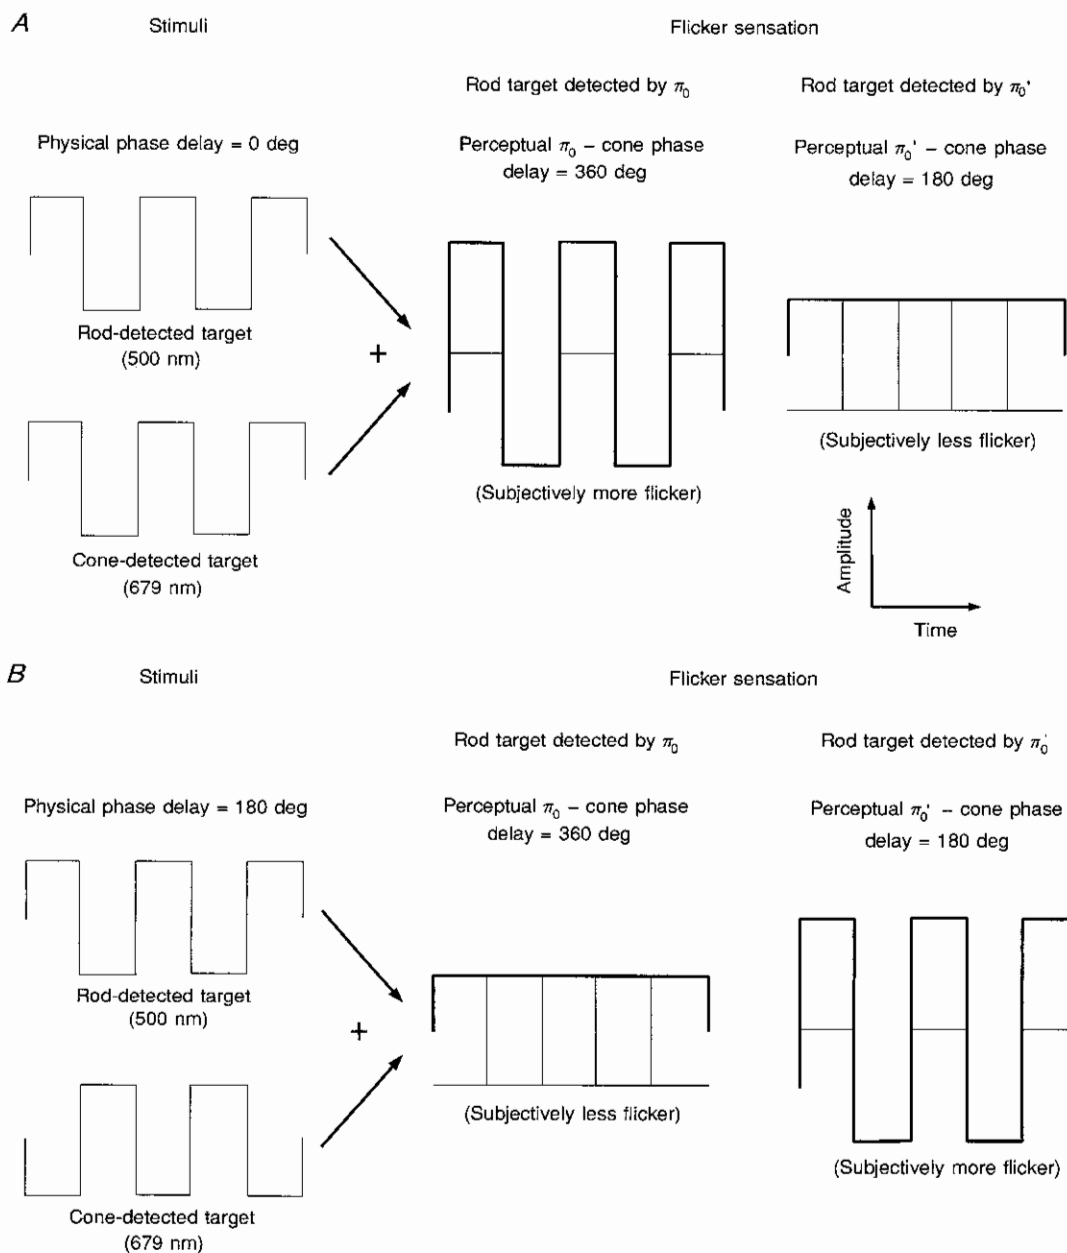 A
Stimuli
Flicker sensation
Rod target detected by π₀
Rod target detected by π₀'
Physical phase delay = 0 deg
Perceptual π₀ – cone phase
delay = 360 deg
Perceptual π₀' – cone phase
delay = 180 deg
Rod-detected target
(500 nm)
+
Cone-detected target
(679 nm)
(Subjectively more flicker)
(Subjectively less flicker)
Amplitude
Time
B
Stimuli
Flicker sensation
Rod target detected by π₀
Rod target detected by π₀'
Physical phase delay = 180 deg
Perceptual π₀ – cone phase
delay = 360 deg
Perceptual π₀' – cone phase
delay = 180 deg
Rod-detected target
(500 nm)
+
Cone-detected target
(679 nm)
(Subjectively less flicker)
(Subjectively more flicker)